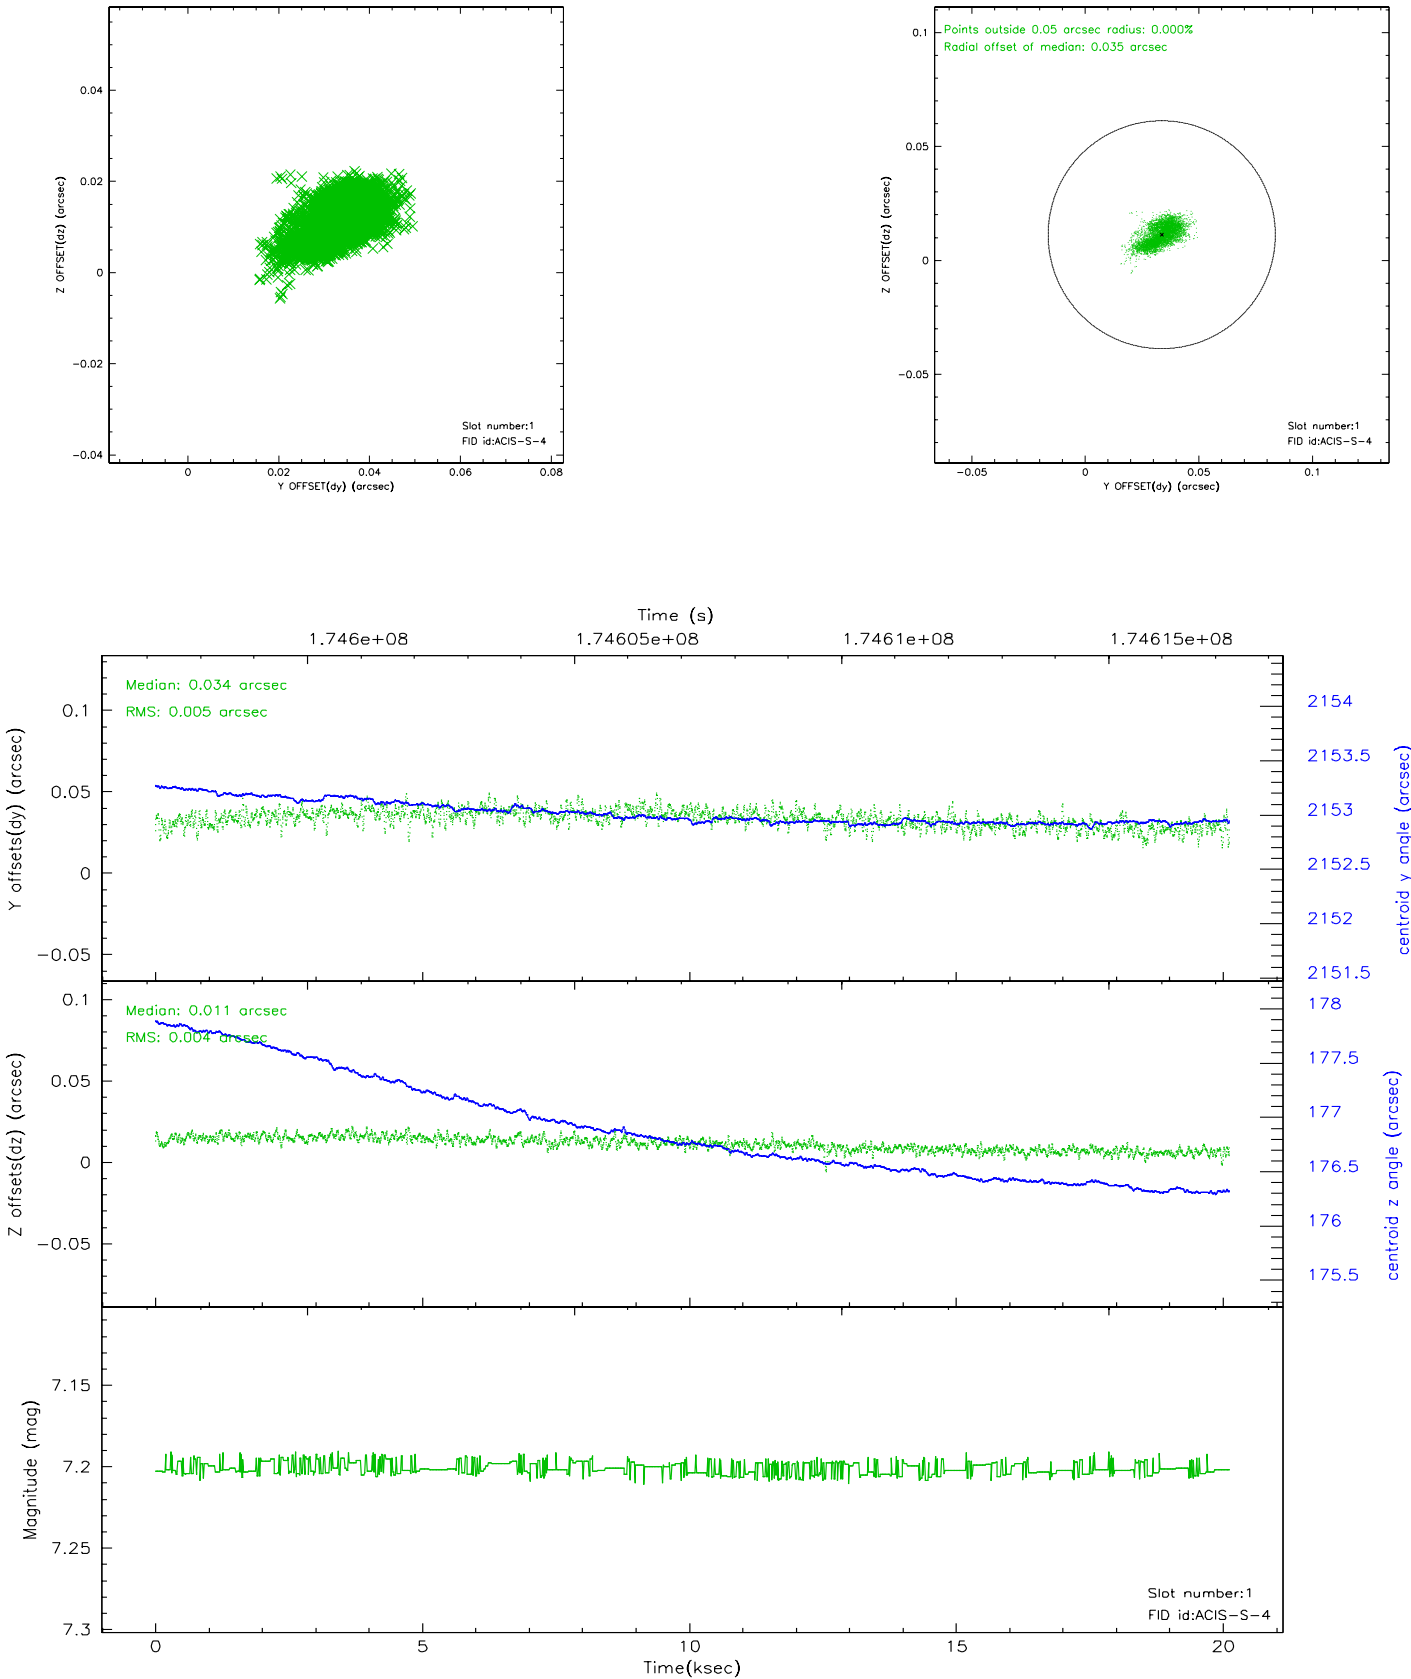 0.04
0.02
0
−0.02
−0.04
Z OFFSET(dz) (arcsec)
0
0.02
0.04
0.06
0.08
Y OFFSET(dy) (arcsec)
Slot number:1
FID id:ACIS−S−4
Points outside 0.05 arcsec radius: 0.000%
Radial offset of median: 0.035 arcsec
0.1
0.05
0
−0.05
Z OFFSET(dz) (arcsec)
−0.05
0
0.05
0.1
Y OFFSET(dy) (arcsec)
Slot number:1
FID id:ACIS−S−4
Time (s)
1.746e+08
1.74605e+08
1.7461e+08
1.74615e+08
Median: 0.034 arcsec
RMS: 0.005 arcsec
0.1
0.05
0
−0.05
Y offsets(dy) (arcsec)
2154
2153.5
2153
2152.5
2152
2151.5
centroid y angle (arcsec)
Median: 0.011 arcsec
RMS: 0.004 arcsec
0.1
0.05
0
−0.05
Z offsets(dz) (arcsec)
178
177.5
177
176.5
176
175.5
centroid z angle (arcsec)
7.15
7.2
7.25
7.3
Magnitude (mag)
Slot number:1
FID id:ACIS−S−4
0
5
10
15
20
Time(ksec)